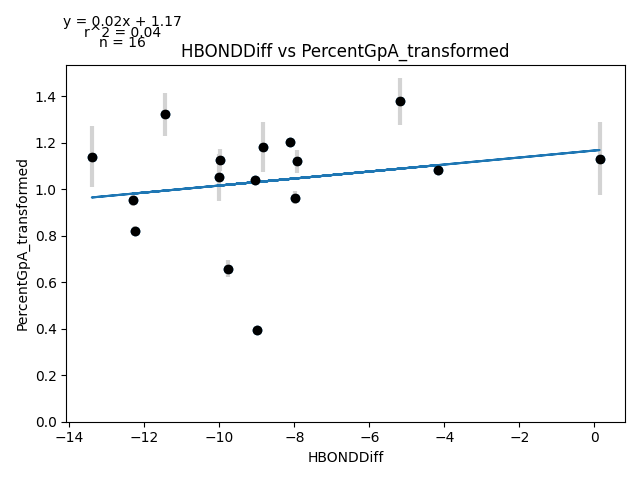 y = 0.02x + 1.17
r^2 = 0.04
n = 16
HBONDDiff vs PercentGpA_transformed
PercentGpA_transformed
1.4
1.2
1.0
0.8
0.6
0.4
0.2
0.0
−14 −12 −10 −8 −6 −4 −2 0
HBONDDiff